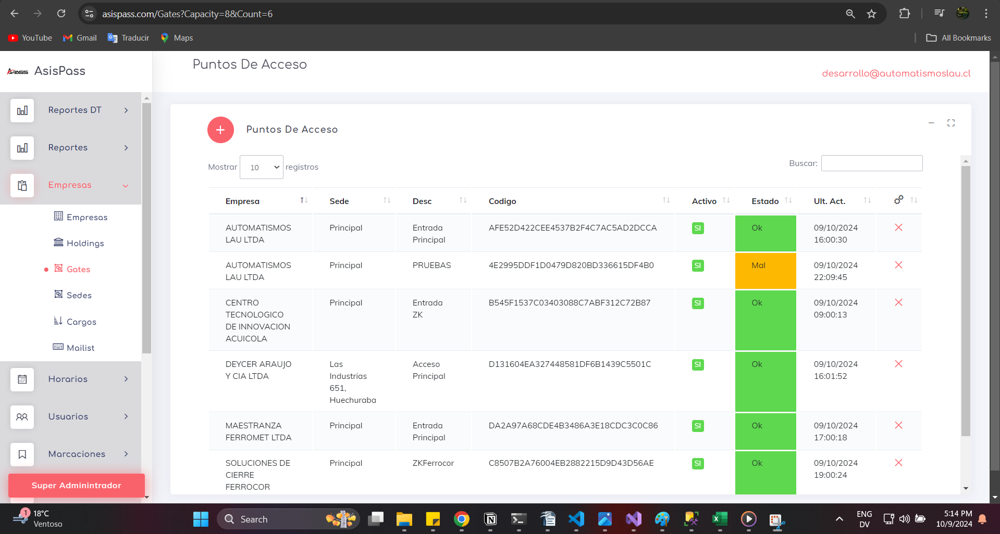 asispass.com/Gates?Capacity=8&Count=6
YouTube Gmail Traducir Maps All Bookmarks
AsisPass
Puntos De Acceso
desarrollo@automatismoslau.cl
Reportes DT
Reportes
Empresas
Empresas
Holdings
Gates
Sedes
Cargos
Mailist
Horarios
Usuarios
Marcaciones
Super Adminintrador
Puntos De Acceso
Mostrar 10 registros
Buscar:
Empresa Sede Desc Codigo Activo Estado Ult. Act.
AUTOMATISMOS Principal Entrada AFE52D422CEE4537B2F4C7AC5AD2DCCA SI Ok 09/10/2024
LAU LTDA Principal 16:00:30
AUTOMATISMOS Principal PRUEBAS 4E2995DDF1D0479D820BD336615DF4B0 SI Mal 09/10/2024
LAU LTDA 22:09:45
CENTRO Principal Entrada B545F1537C03403088C7ABF312C72B87 SI Ok 09/10/2024
TECNOLOGICO ZK 09:00:13
DE INNOVACION
ACUICOLA
DEYCER ARAUJO Las Acceso D131604EA327448581DF6B1439C5501C SI Ok 09/10/2024
Y CIA LTDA Industrias Principal 16:01:52
651,
Huechuraba
MAESTRANZA Principal Entrada DA2A97A68CDE4B3486A3E18CDC3C0C86 SI Ok 09/10/2024
FERROMET LTDA Principal 17:00:18
SOLUCIONES DE Principal ZKFerrocor C8507B2A76004EB2882215D9D43D56AE SI Ok 09/10/2024
CIERRE 19:00:24
FERROCOR
1 18°C
Ventoso
Search
ENG
DV
5:14 PM
10/9/2024